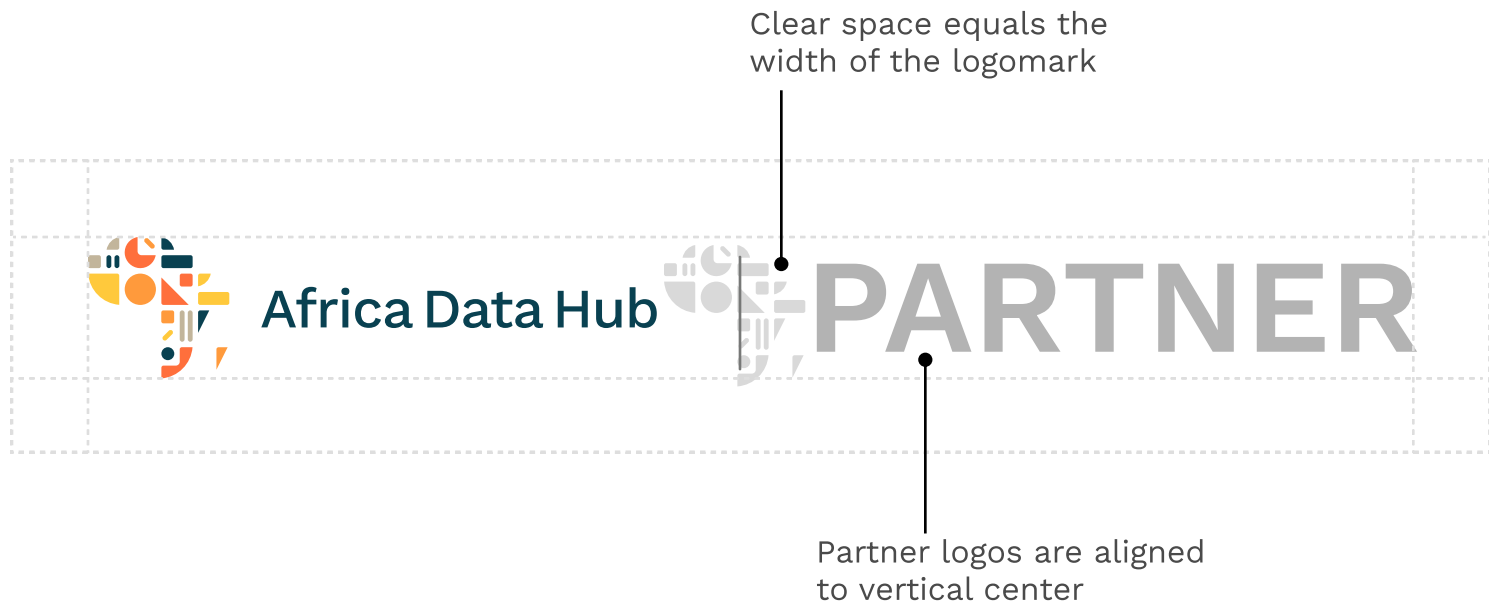 Clear space equals the
width of the logomark
Africa Data Hub
PARTNER
Partner logos are aligned
to vertical center